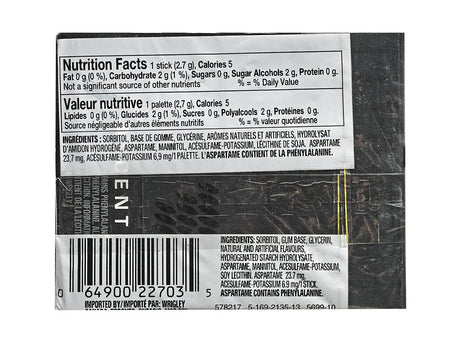 Nutrition Facts 1 stick (2.7 g), Calories 5
Fat 0 g (0 %), Carbohydrate 2 g (1 %), Sugars 0 g, Sugar Alcohols 2 g, Protein 0 g.
Not a significant source of other nutrients % = % Daily Value
Valeur nutritive 1 palette (2,7 g), Calories 5
Lipides 0 g (0 %), Glucides 2 g (1 %), Sucres 0 g, Polyalcools 2 g, Protéines 0 g.
Source négligeable d'autres éléments nutritifs % = % valeur quotidienne
INGRÉDIENTS: SORBITOL, BASE DE GOMME, GLYCÉRINE, ARÔMES NATURELS ET ARTIFICIELS, HYDROLYSAT
D'AMIDON HYDROGÉNÉ, ASPARTAME, MANNITOL, ACÉSULFAME-POTASSIUM, LÉCITHINE DE SOJA. ASPARTAME
23,7 mg, ACÉSULFAME-POTASSIUM 6,9 mg/1 PALETTE. L'ASPARTAME CONTIENT DE LA PHÉNYLALANINE.
ENT
INGREDIENTS: SORBITOL, GUM BASE, GLYCERIN,
NATURAL AND ARTIFICIAL FLAVOURS,
HYDROGENATED STARCH HYDROLYSATE,
ASPARTAME, MANNITOL, ACESULFAME-POTASSIUM,
SOY LECITHIN. ASPARTAME 23.7 mg,
ACESULFAME-POTASSIUM 6.9 mg/1 STICK.
ASPARTAME CONTAINS PHENYLALANINE.
0 64900 22703 5
IMPORTED BY/IMPORTÉ PAR: WRIGLEY
578217 5-169-2135-13 5699-10